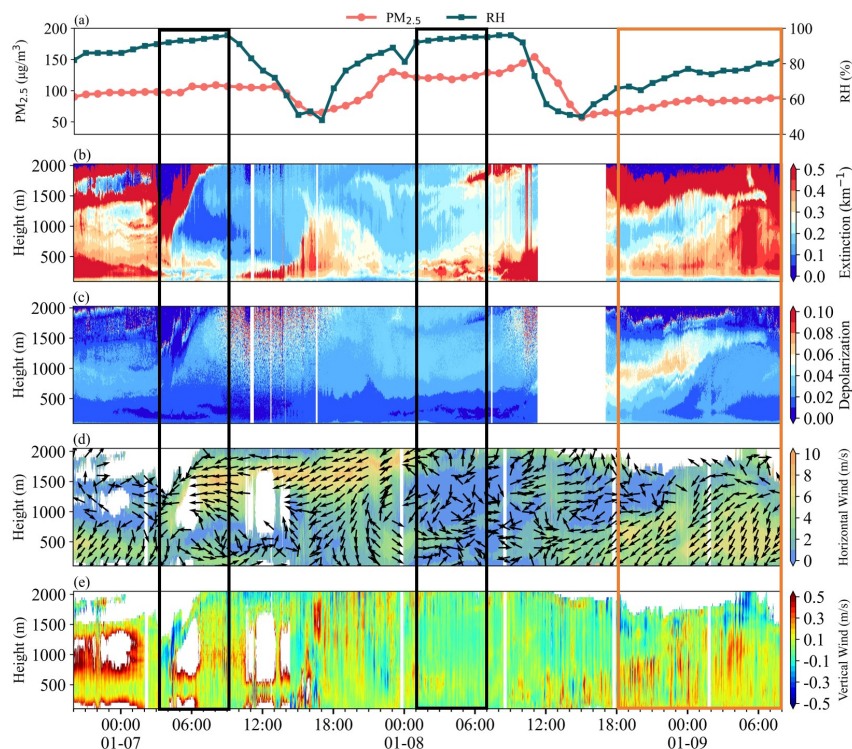 PM2.5 RH
(a)
200
150
100
50
PM2.5 (μg/m³)
100
80
60
40
RH (%)
(b)
2000
1500
1000
500
Height (m)
0.5
0.4
0.3
0.2
0.1
0.0
Extinction (km⁻¹)
(c)
2000
1500
1000
500
Height (m)
0.10
0.08
0.06
0.04
0.02
0.00
Depolarization
(d)
2000
1500
1000
500
Height (m)
10
8
6
4
2
0
Horizontal Wind (m/s)
(e)
2000
1500
1000
500
Height (m)
0.5
0.3
0.1
-0.1
-0.3
-0.5
Vertical Wind (m/s)
00:00 06:00 12:00 18:00 00:00 06:00 12:00 18:00 00:00 06:00
01-07 01-08 01-09